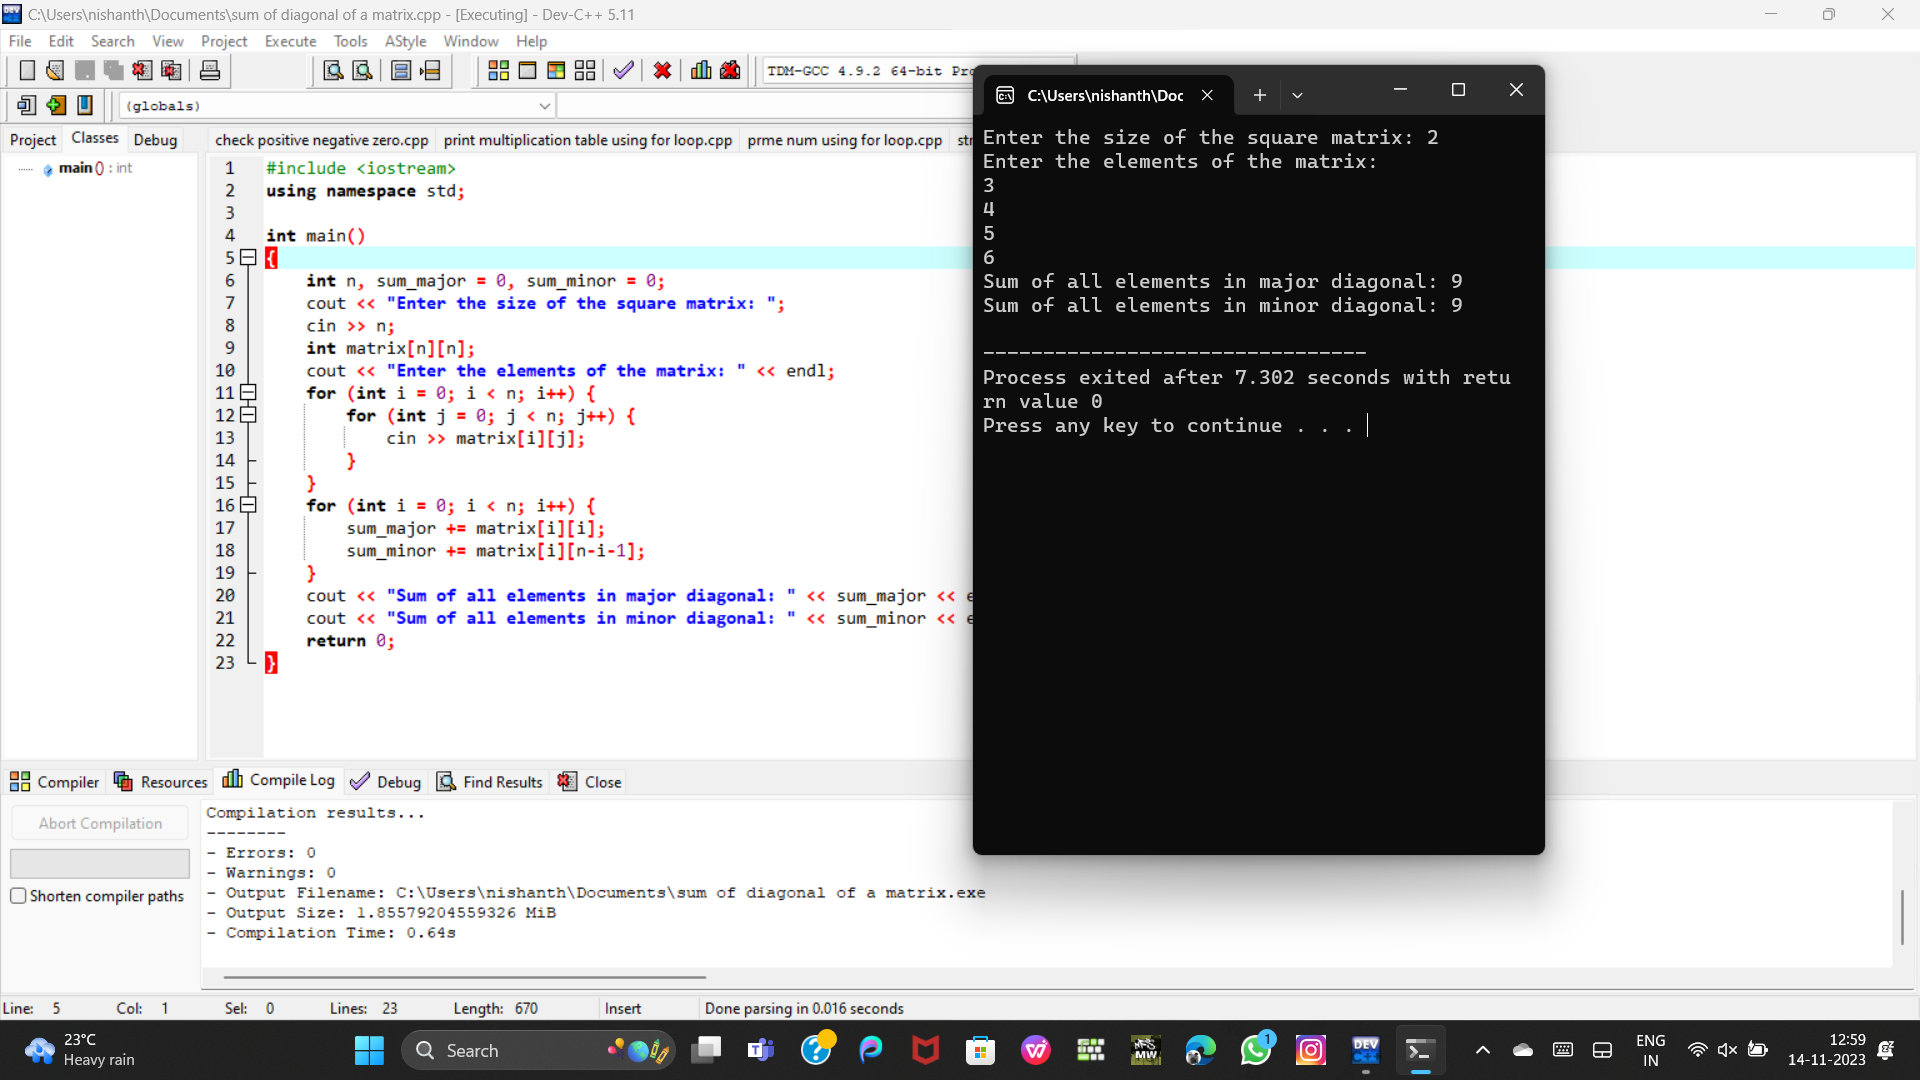 C:\Users\nishanth\Documents\sum of diagonal of a matrix.cpp - [Executing] - Dev-C++ 5.11
File Edit Search View Project Execute Tools AStyle Window Help
TDM-GCC 4.9.2 64-bit
(globals)
Project Classes Debug
check positive negative zero.cpp print multiplication table using for loop.cpp prme num using for loop.cpp
main () : int
1 #include <iostream>
2 using namespace std;
3
4 int main()
5 {
6 int n, sum_major = 0, sum_minor = 0;
7 cout << "Enter the size of the square matrix: ";
8 cin >> n;
9 int matrix[n][n];
10 cout << "Enter the elements of the matrix: " << endl;
11 for (int i = 0; i < n; i++) {
12 for (int j = 0; j < n; j++) {
13 cin >> matrix[i][j];
14 }
15 }
16 for (int i = 0; i < n; i++) {
17 sum_major += matrix[i][i];
18 sum_minor += matrix[i][n-i-1];
19 }
20 cout << "Sum of all elements in major diagonal: " << sum_major <<
21 cout << "Sum of all elements in minor diagonal: " << sum_minor <<
22 return 0;
23 }
C:\Users\nishanth\Doc
Enter the size of the square matrix: 2
Enter the elements of the matrix:
3
4
5
6
Sum of all elements in major diagonal: 9
Sum of all elements in minor diagonal: 9
--------------------------------
Process exited after 7.302 seconds with retu
rn value 0
Press any key to continue . . .
Compiler Resources Compile Log Debug Find Results Close
Abort Compilation
Shorten compiler paths
Compilation results...
--------
- Errors: 0
- Warnings: 0
- Output Filename: C:\Users\nishanth\Documents\sum of diagonal of a matrix.exe
- Output Size: 1.85579204559326 MiB
- Compilation Time: 0.64s
Line: 5 Col: 1 Sel: 0 Lines: 23 Length: 670 Insert Done parsing in 0.016 seconds
23°C
Heavy rain
Search
MW
DEV
1
ENG
IN
12:59
14-11-2023